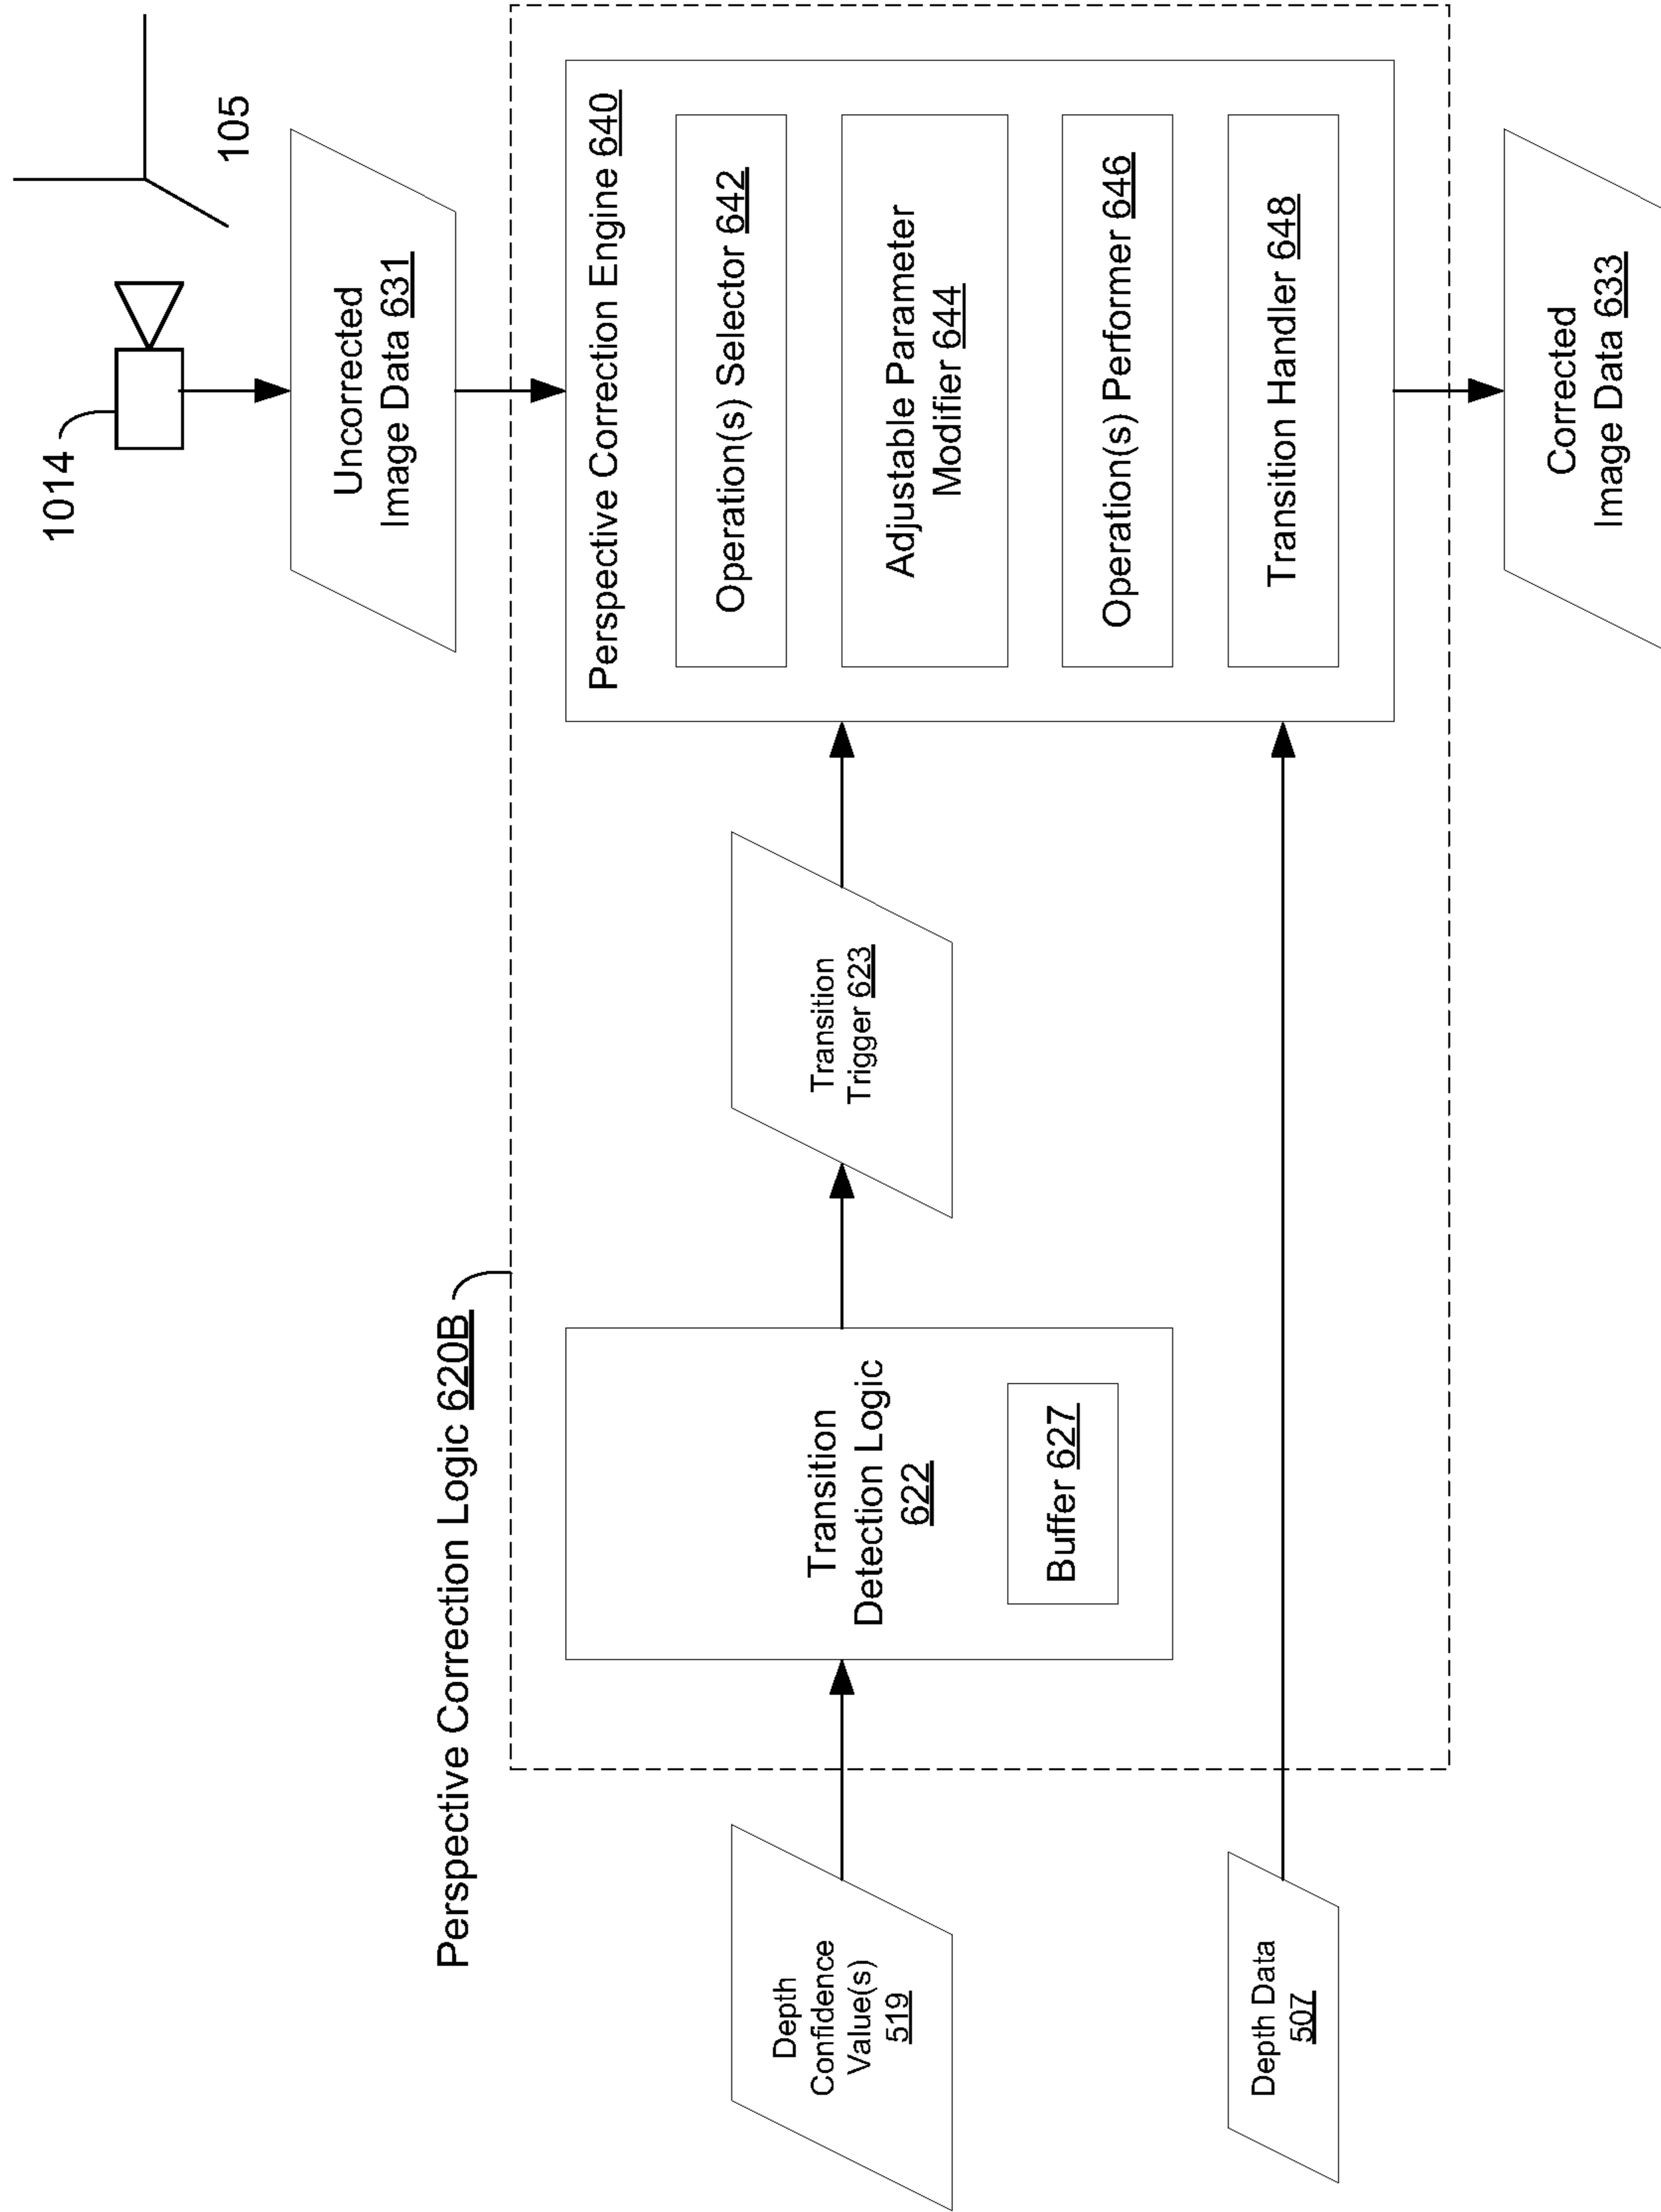 1014
105
Uncorrected
Image Data 631
Perspective Correction Logic 620B
Perspective Correction Engine 640
Operation(s) Selector 642
Adjustable Parameter
Modifier 644
Operation(s) Performer 646
Transition Handler 648
Depth
Confidence
Value(s)
519
Transition
Detection Logic
622
Buffer 627
Transition
Trigger 623
Depth Data
507
Corrected
Image Data 633